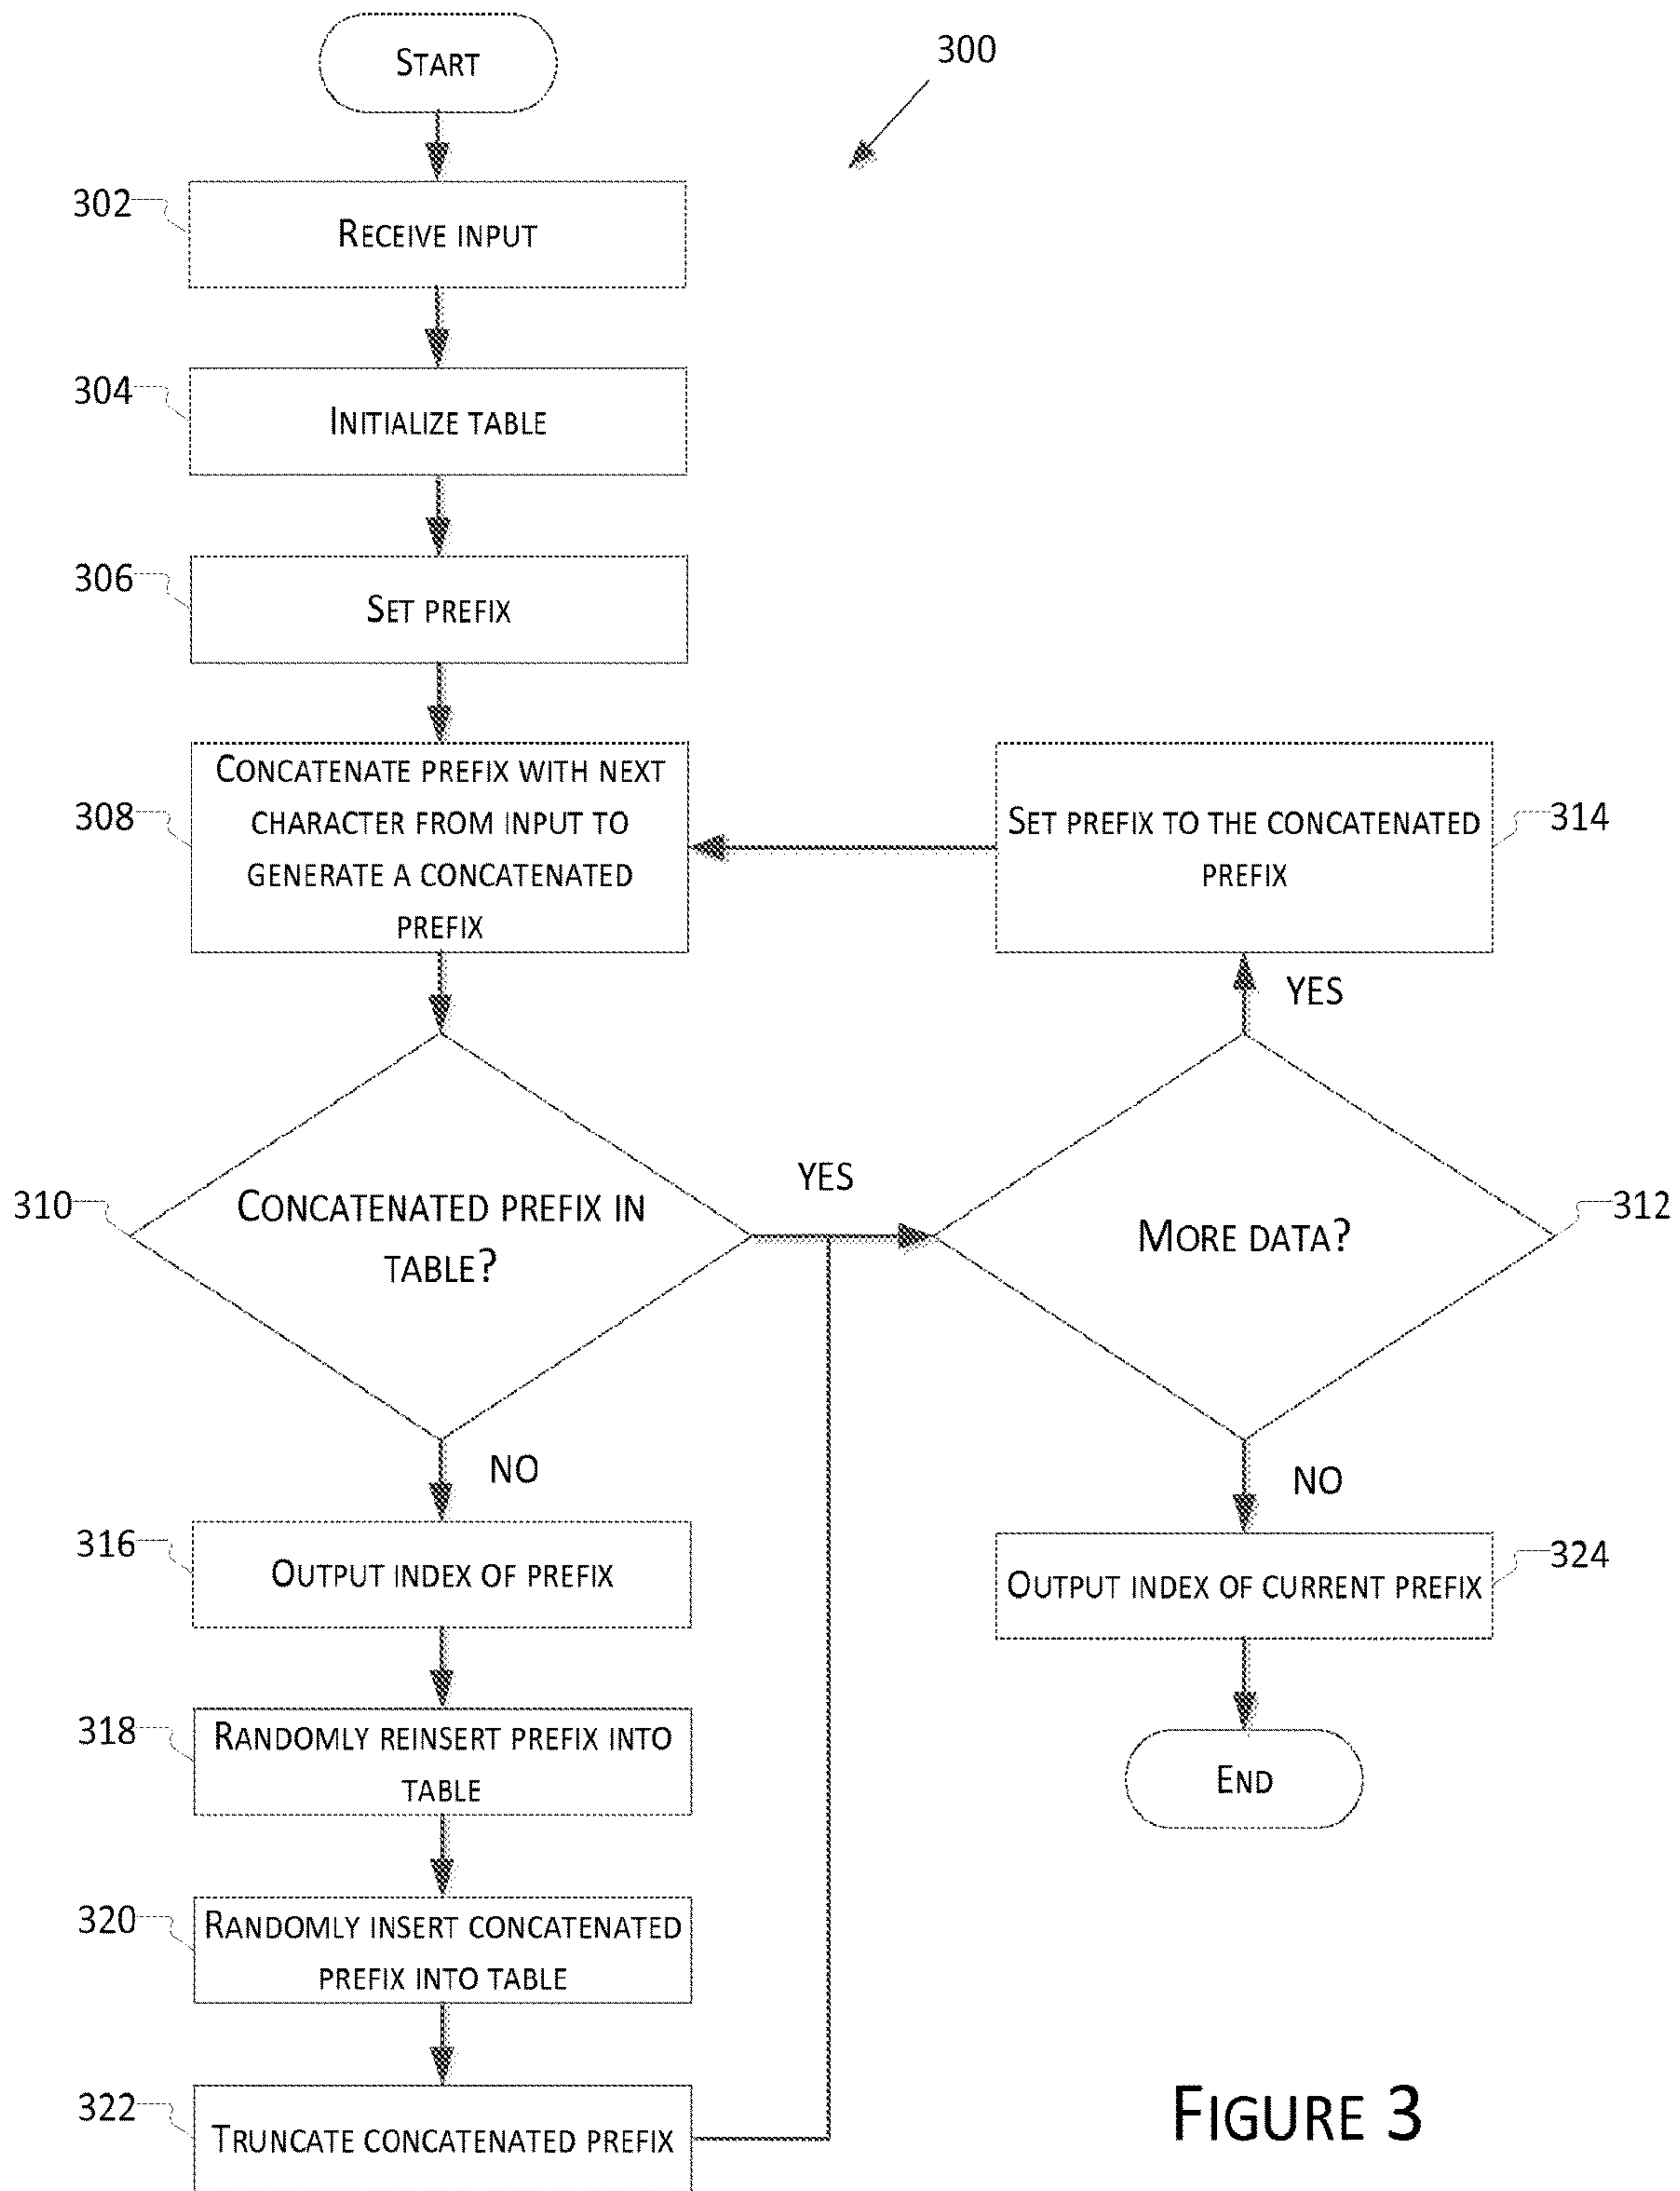 START
300
302
RECEIVE INPUT
304
INITIALIZE TABLE
306
SET PREFIX
308
CONCATENATE PREFIX WITH NEXT
CHARACTER FROM INPUT TO
GENERATE A CONCATENATED
PREFIX
SET PREFIX TO THE CONCATENATED
PREFIX
314
YES
310
CONCATENATED PREFIX IN
TABLE?
YES
MORE DATA?
312
NO
NO
316
OUTPUT INDEX OF PREFIX
OUTPUT INDEX OF CURRENT PREFIX
324
318
RANDOMLY REINSERT PREFIX INTO
TABLE
END
320
RANDOMLY INSERT CONCATENATED
PREFIX INTO TABLE
322
TRUNCATE CONCATENATED PREFIX
FIGURE 3